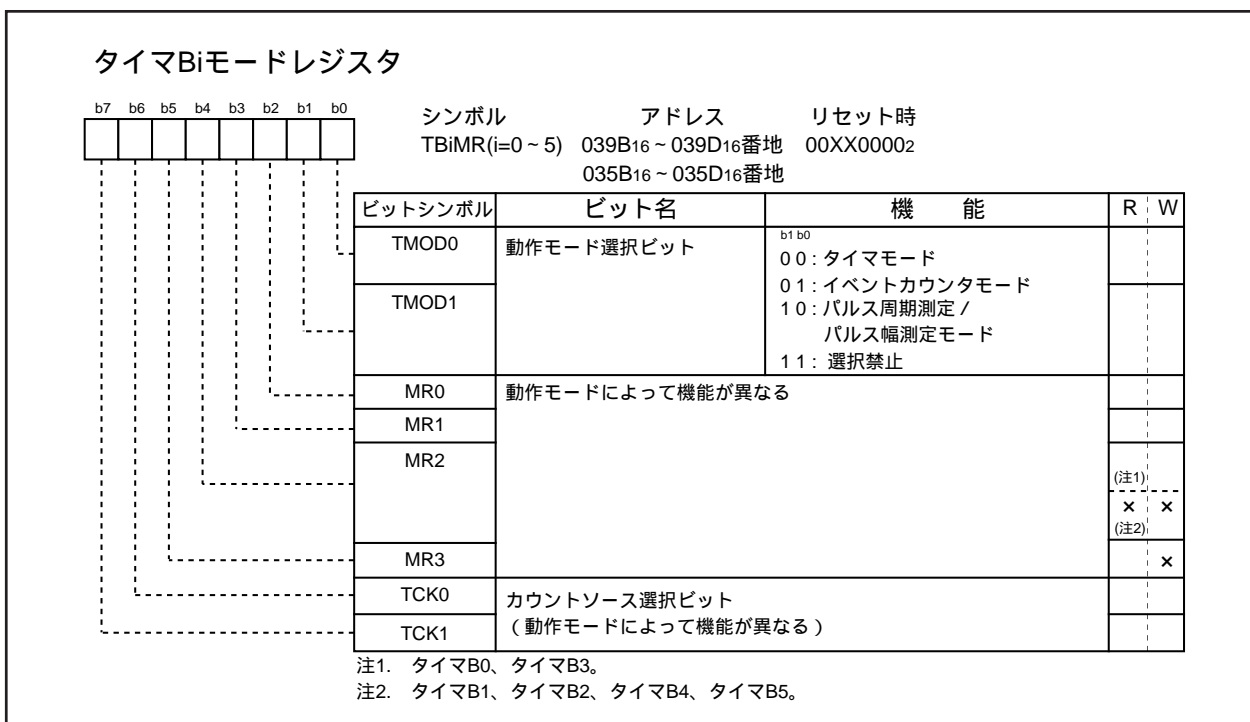 タイマBiモードレジスタ
b7 b6 b5 b4 b3 b2 b1 b0
シンボル アドレス リセット時
TBiMR(i=0 ~ 5) 039B16 ~ 039D16番地 00XX00002
035B16 ~ 035D16番地
ビットシンボル ビット名 機 能 R W
TMOD0 動作モード選択ビット b1 b0
0 0 : タイマモード
0 1 : イベントカウンタモード
TMOD1 1 0 : パルス周期測定 /
パルス幅測定モード
1 1 : 選択禁止
MR0 動作モードによって機能が異なる
MR1
MR2
(注1)
× ×
(注2)
MR3 ×
TCK0 カウントソース選択ビット
TCK1 ( 動作モードによって機能が異なる )
注1. タイマB0、タイマB3。
注2. タイマB1、タイマB2、タイマB4、タイマB5。